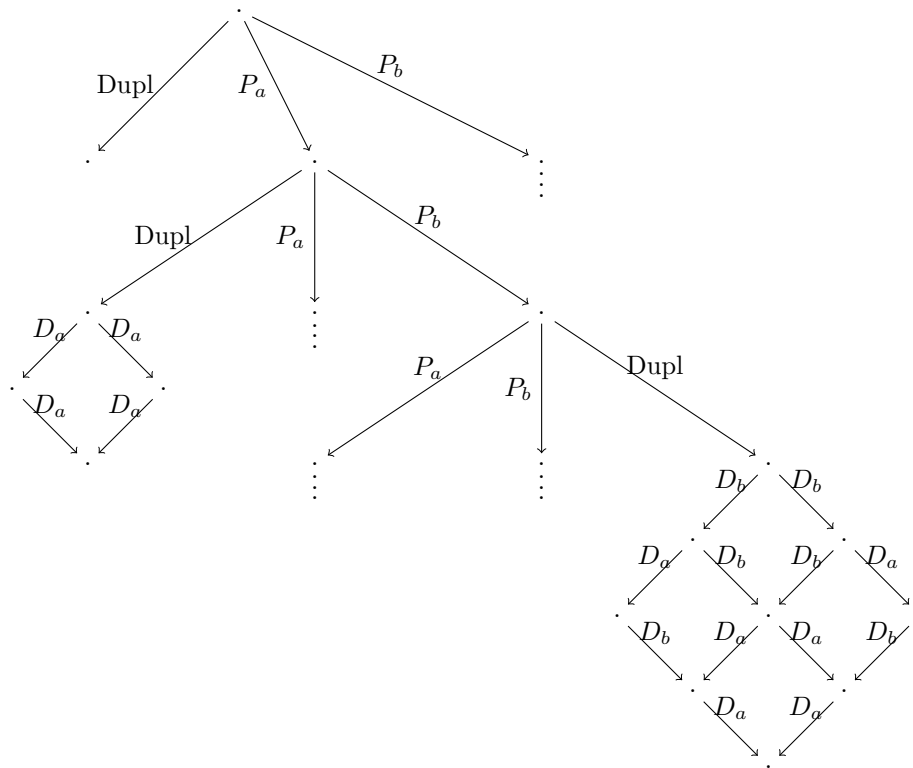 P_b
Dupl P_a
Dupl P_a P_b
D_a D_a
P_a Dupl
P_b
D_a D_a
D_b D_b
D_a D_b D_b D_a
D_b D_a D_a D_b
D_a D_a